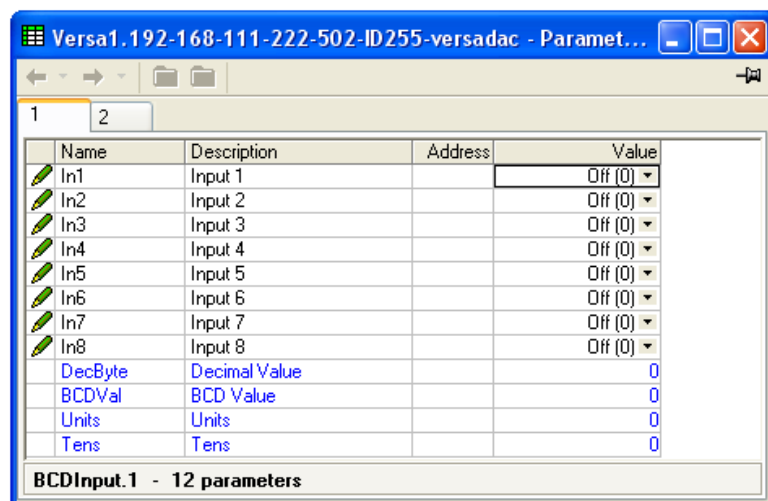 Versa1.192-168-111-222-502-ID255-versadac - Paramet...
1 2
Name Description Address Value
In1 Input 1 Off (0)
In2 Input 2 Off (0)
In3 Input 3 Off (0)
In4 Input 4 Off (0)
In5 Input 5 Off (0)
In6 Input 6 Off (0)
In7 Input 7 Off (0)
In8 Input 8 Off (0)
DecByte Decimal Value 0
BCDVal BCD Value 0
Units Units 0
Tens Tens 0
BCDInput.1 - 12 parameters